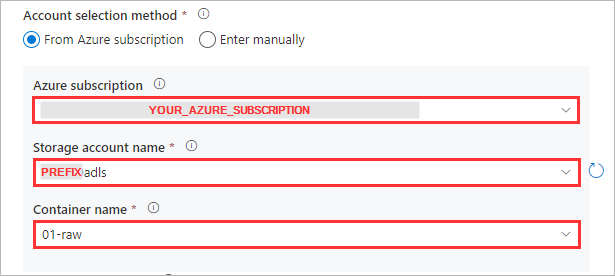 Account selection method *
From Azure subscription Enter manually
Azure subscription
YOUR_AZURE_SUBSCRIPTION
Storage account name *
PREFIXadls
Container name *
01-raw